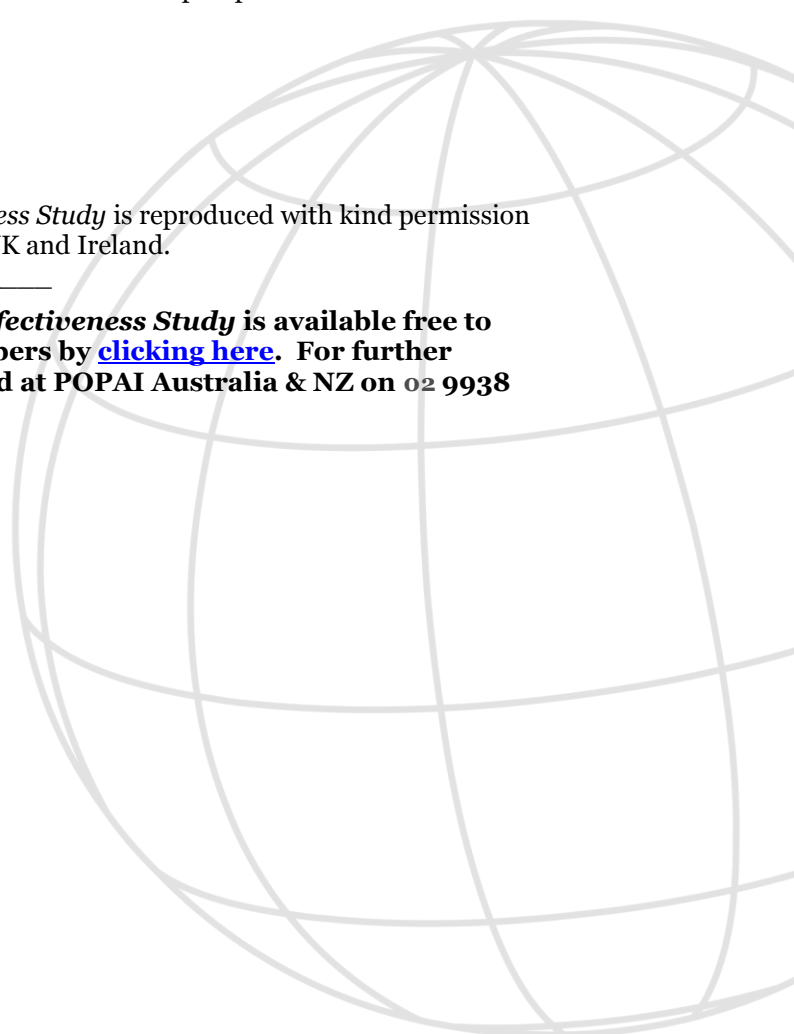 ess Study is reproduced with kind permission
K and Ireland.
____
fectiveness Study is available free to
bers by clicking here. For further
d at POPAI Australia & NZ on 02 9938